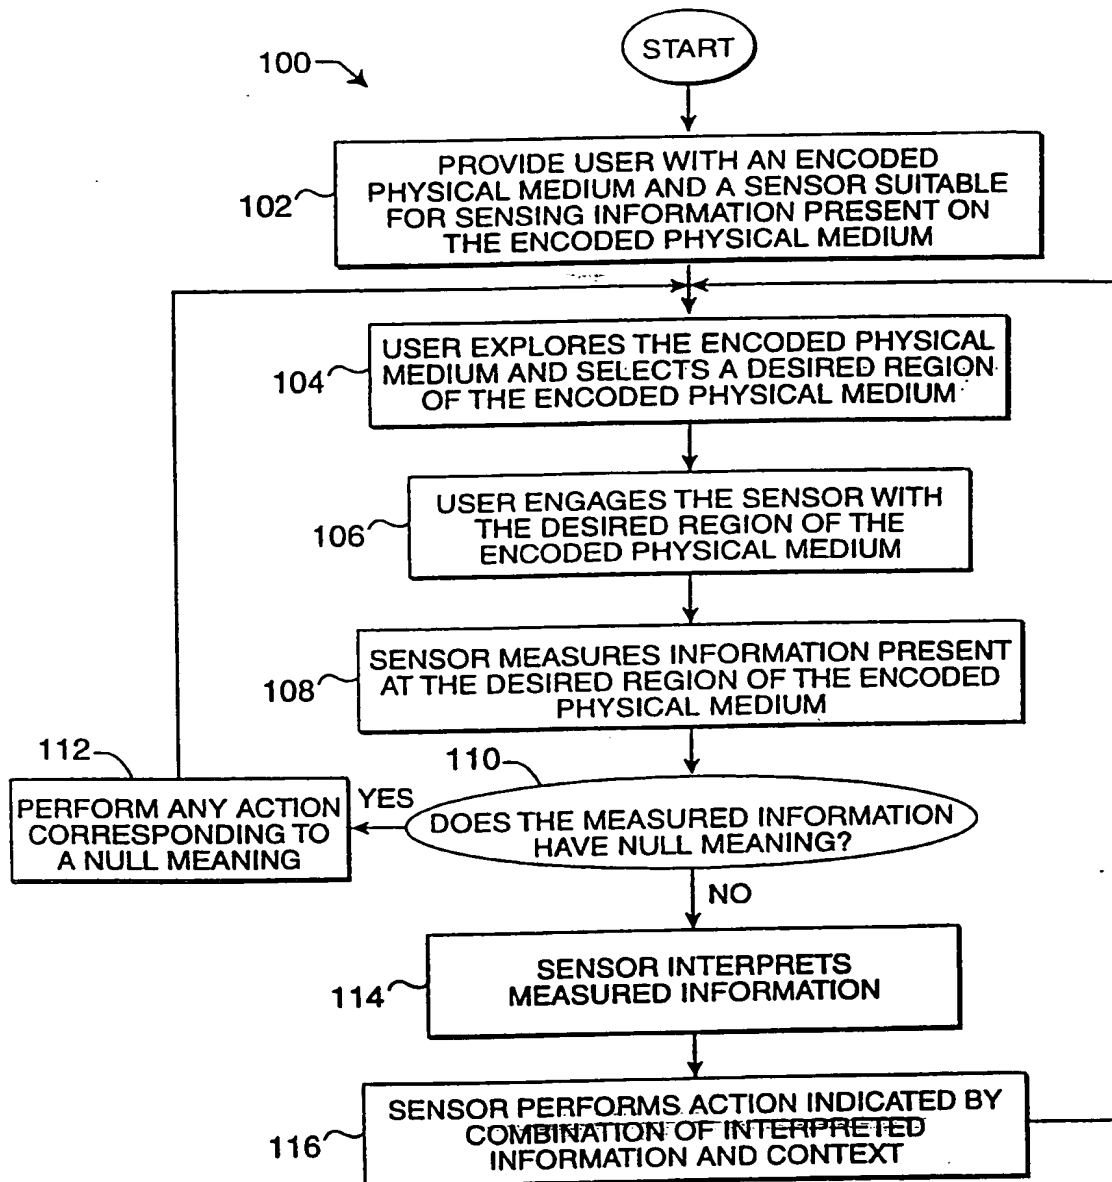 START
100
PROVIDE USER WITH AN ENCODED
PHYSICAL MEDIUM AND A SENSOR SUITABLE
FOR SENSING INFORMATION PRESENT ON
THE ENCODED PHYSICAL MEDIUM
102
USER EXPLORES THE ENCODED PHYSICAL
MEDIUM AND SELECTS A DESIRED REGION
OF THE ENCODED PHYSICAL MEDIUM
104
USER ENGAGES THE SENSOR WITH
THE DESIRED REGION OF THE
ENCODED PHYSICAL MEDIUM
106
SENSOR MEASURES INFORMATION PRESENT
AT THE DESIRED REGION OF THE ENCODED
PHYSICAL MEDIUM
108
110
DOES THE MEASURED INFORMATION
HAVE NULL MEANING?
YES
112
PERFORM ANY ACTION
CORRESPONDING TO
A NULL MEANING
NO
SENSOR INTERPRETS
MEASURED INFORMATION
114
SENSOR PERFORMS ACTION INDICATED BY
COMBINATION OF INTERPRETED
INFORMATION AND CONTEXT
116